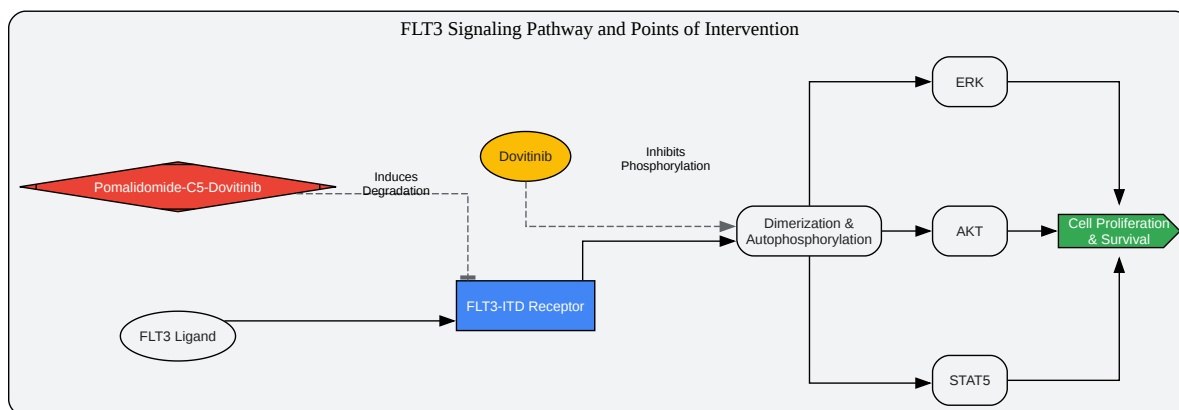 FLT3 Signaling Pathway and Points of Intervention
ERK
Dovitinib
Inhibits
Phosphorylation
Induces
Degradation
Pomalidomide-C5-Dovitinib
Dimerization &
Autophosphorylation
AKT
Cell Proliferation
& Survival
FLT3-ITD Receptor
FLT3 Ligand
STAT5